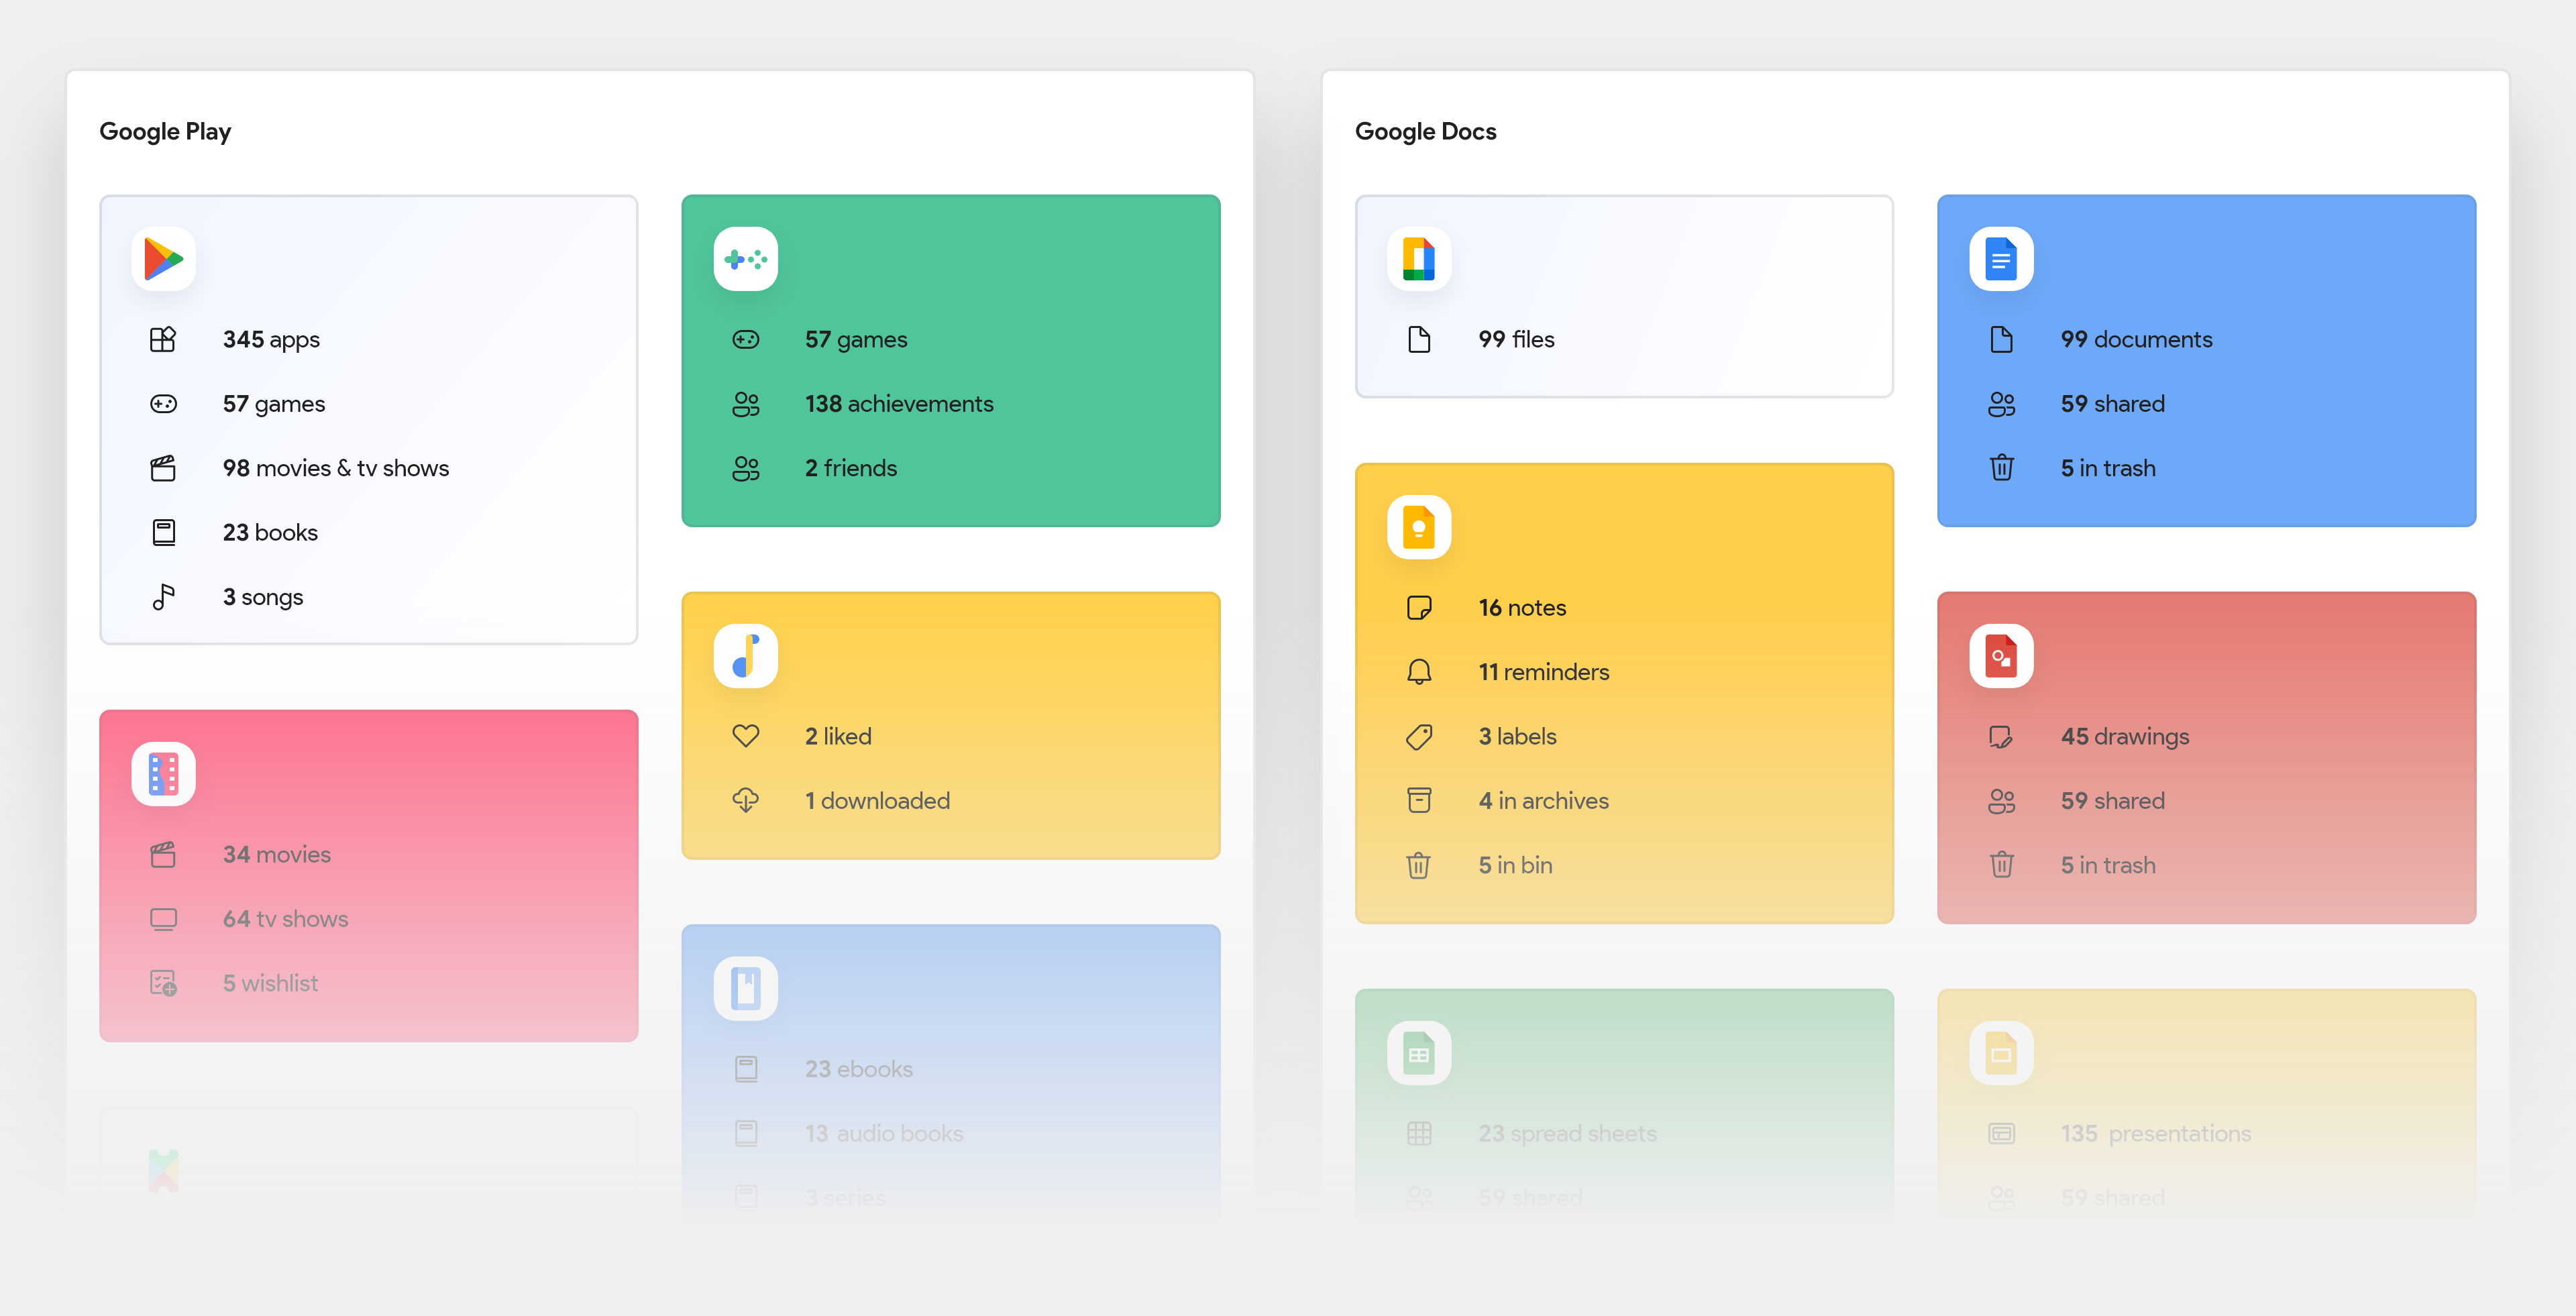 Google Play
345 apps
57 games
98 movies & tv shows
23 books
3 songs
34 movies
64 tv shows
5 wishlist
57 games
138 achievements
2 friends
2 liked
1 downloaded
23 ebooks
13 audio books
3 series
Google Docs
99 files
16 notes
11 reminders
3 labels
4 in archives
5 in bin
23 spread sheets
59 shared
99 documents
59 shared
5 in trash
45 drawings
59 shared
5 in trash
135 presentations
59 shared